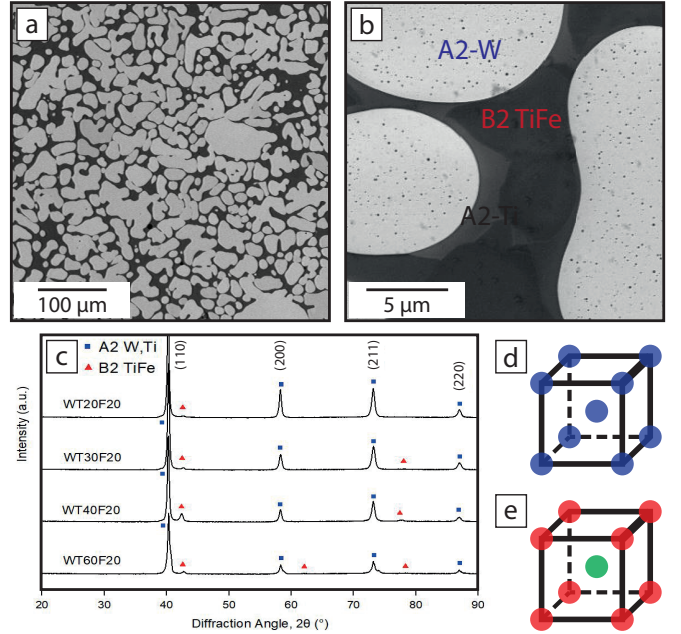 a
100 µm
b
A2-W
B2 TiFe
A2-Ti
5 µm
c
A2 W,Ti
B2 TiFe
(110)
(200)
(211)
(220)
WT20F20
WT30F20
WT40F20
WT60F20
Intensity (a.u.)
20 30 40 50 60 70 80 90
Diffraction Angle, 2θ (°)
d
e